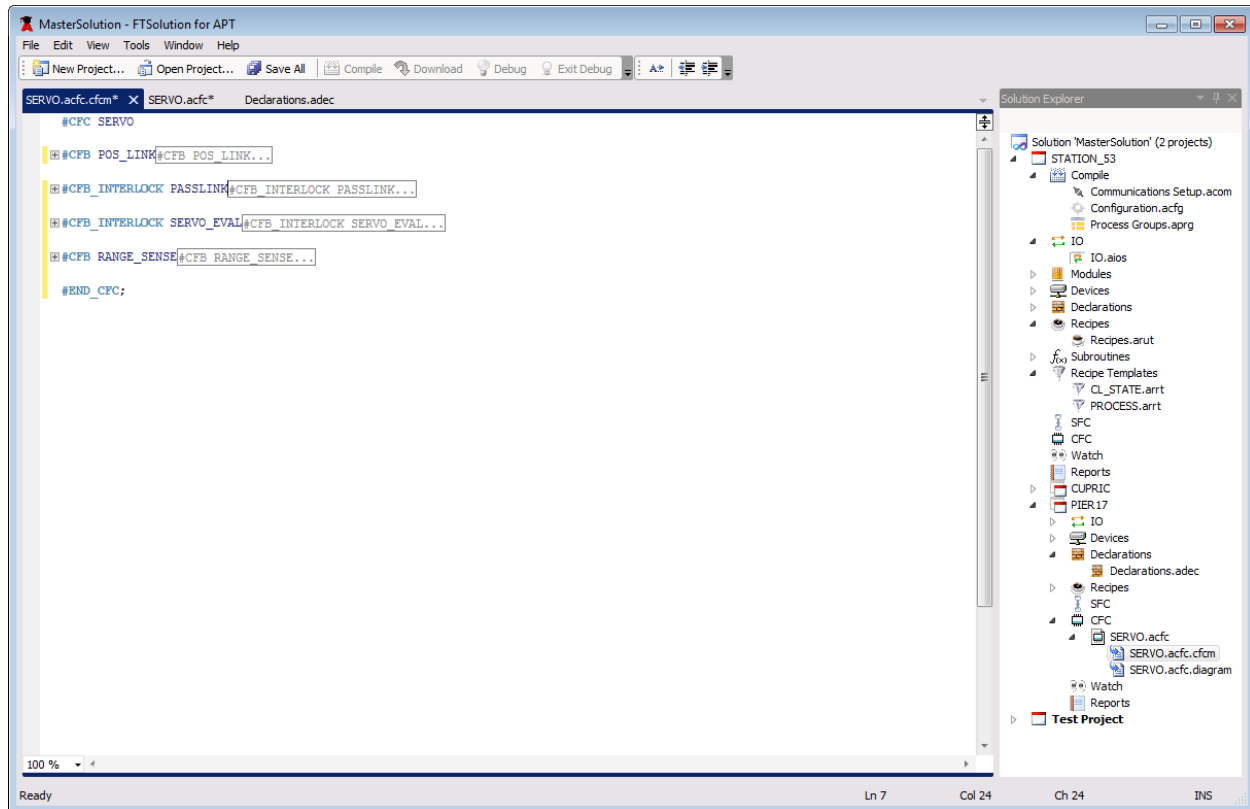 MasterSolution - FTSolution for APT
File Edit View Tools Window Help
New Project... Open Project... Save All Compile Download Debug Exit Debug
SERVO.acfc.cfcm* SERVO.acfc* Declarations.adec
#CFC SERVO
#CFB POS_LINK #CFB POS_LINK...
#CFB_INTERLOCK PASSLINK #CFB_INTERLOCK PASSLINK...
#CFB_INTERLOCK SERVO_EVAL #CFB_INTERLOCK SERVO_EVAL...
#CFB RANGE_SENSE #CFB RANGE_SENSE...
#END_CFC;
100 %
Solution Explorer
Solution 'MasterSolution' (2 projects)
STATION_53
Compile
Communications Setup.acom
Configuration.acfg
Process Groups.aprg
IO
IO.aios
Modules
Devices
Declarations
Recipes
Recipes.arut
f(x) Subroutines
Recipe Templates
CL_STATE.arrt
PROCESS.arrt
SFC
CFC
Watch
Reports
CUPRIC
PIER17
IO
Devices
Declarations
Declarations.adec
Recipes
SFC
CFC
SERVO.acfc
SERVO.acfc.cfcm
SERVO.acfc.diagram
Watch
Reports
Test Project
Ready Ln 7 Col 24 Ch 24 INS